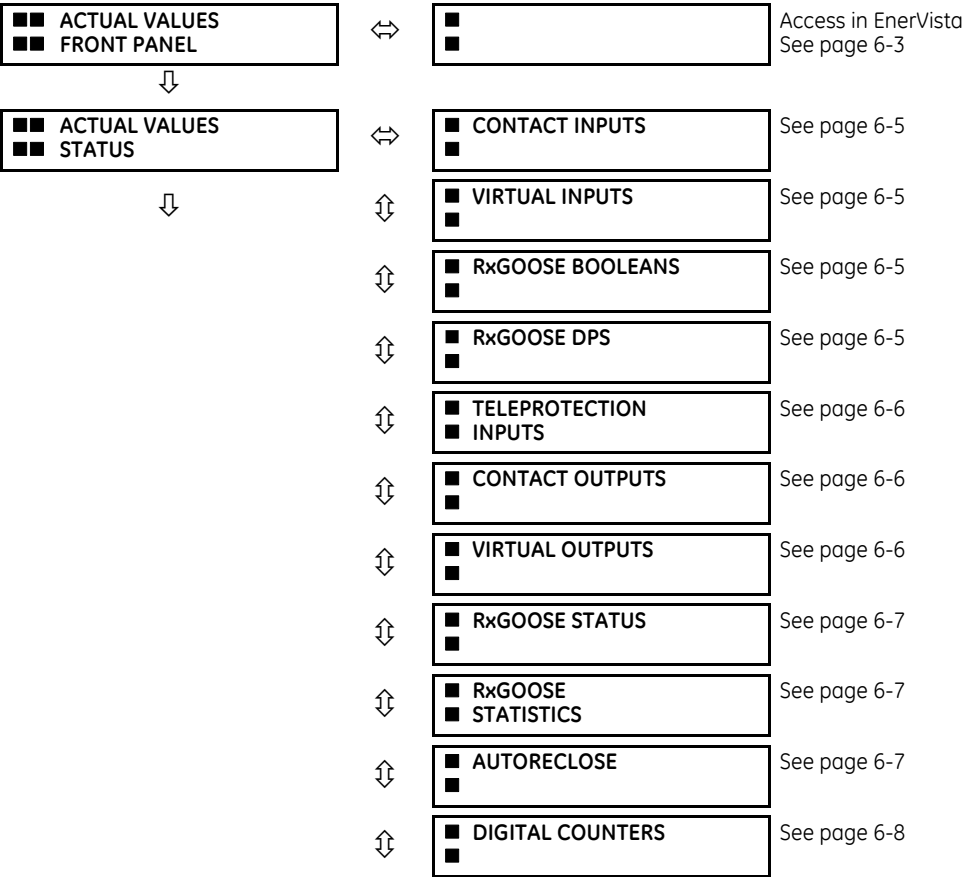 ■■ ACTUAL VALUES
■■ FRONT PANEL
■
■
Access in EnerVista
See page 6-3
■■ ACTUAL VALUES
■■ STATUS
■ CONTACT INPUTS
■
See page 6-5
■ VIRTUAL INPUTS
■
See page 6-5
■ RxGOOSE BOOLEANS
■
See page 6-5
■ RxGOOSE DPS
■
See page 6-5
■ TELEPROTECTION
■ INPUTS
See page 6-6
■ CONTACT OUTPUTS
■
See page 6-6
■ VIRTUAL OUTPUTS
■
See page 6-6
■ RxGOOSE STATUS
■
See page 6-7
■ RxGOOSE
■ STATISTICS
See page 6-7
■ AUTORECLOSE
■
See page 6-7
■ DIGITAL COUNTERS
■
See page 6-8